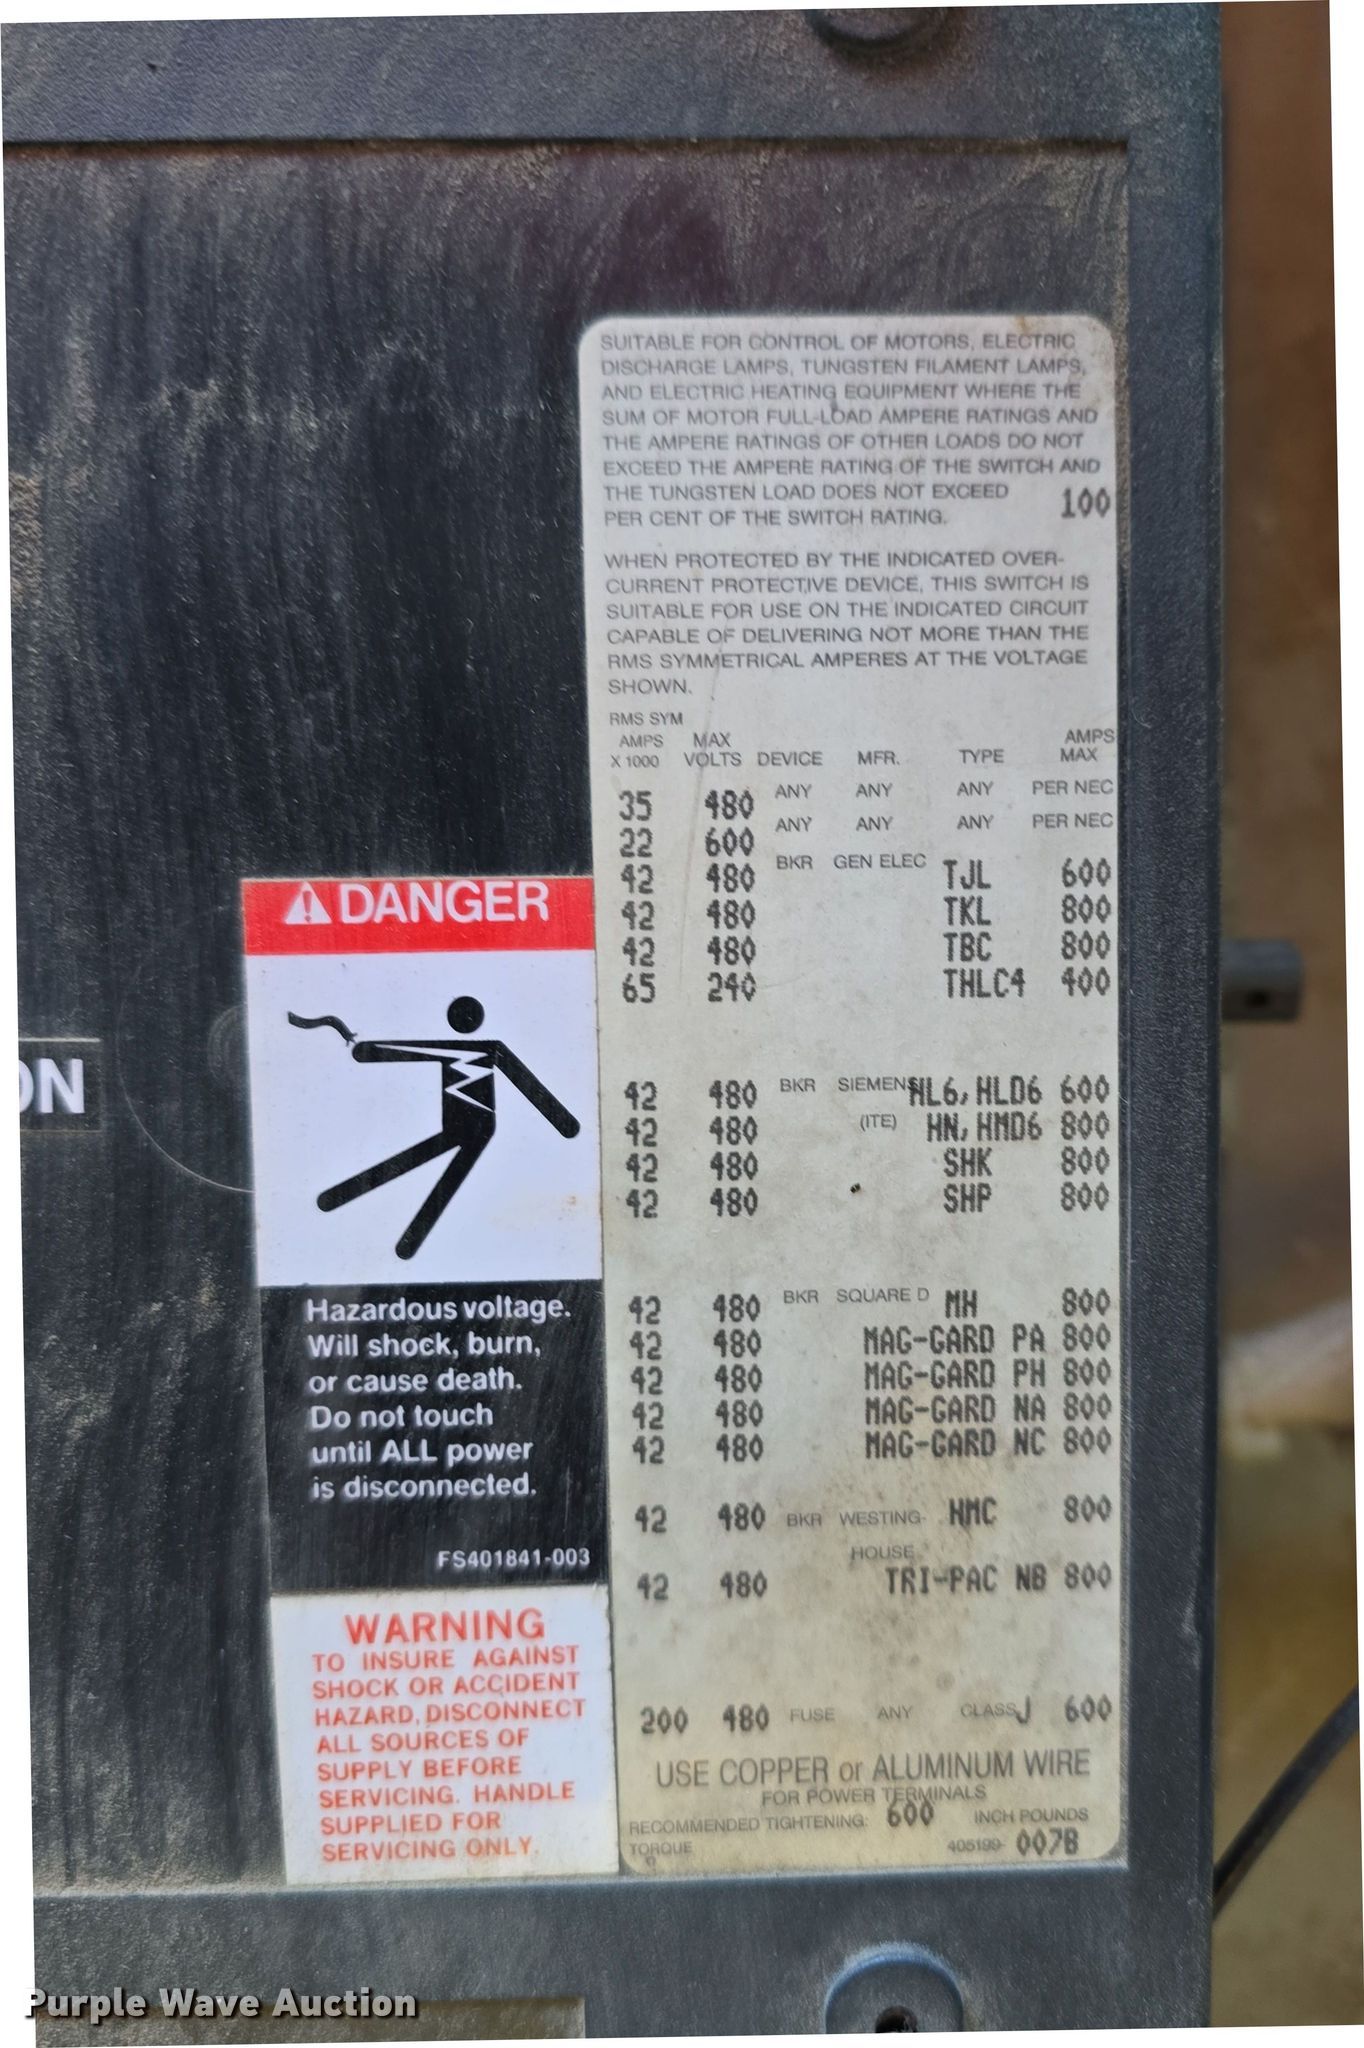 SUITABLE FOR CONTROL OF MOTORS, ELECTRIC
DISCHARGE LAMPS, TUNGSTEN FILAMENT LAMPS,
AND ELECTRIC HEATING EQUIPMENT WHERE THE
SUM OF MOTOR FULL-LOAD AMPERE RATINGS AND
THE AMPERE RATINGS OF OTHER LOADS DO NOT
EXCEED THE AMPERE RATING OF THE SWITCH AND
THE TUNGSTEN LOAD DOES NOT EXCEED 100
PER CENT OF THE SWITCH RATING.
WHEN PROTECTED BY THE INDICATED OVER-
CURRENT PROTECTIVE DEVICE, THIS SWITCH IS
SUITABLE FOR USE ON THE INDICATED CIRCUIT
CAPABLE OF DELIVERING NOT MORE THAN THE
RMS SYMMETRICAL AMPERES AT THE VOLTAGE
SHOWN.
RMS SYM
AMPS MAX AMPS
X 1000 VOLTS DEVICE MFR. TYPE MAX
35 480 ANY ANY ANY PER NEC
22 600 ANY ANY ANY PER NEC
42 480 BKR GEN ELEC TJL 600
42 480 TKL 800
42 480 TBC 800
65 240 THLC4 400
42 480 BKR SIEMENS HL6, HLD6 600
42 480 (ITE) HN, HMD6 800
42 480 SHK 800
42 480 SHP 800
42 480 BKR SQUARE D MH 800
42 480 MAG-GARD PA 800
42 480 MAG-GARD PH 800
42 480 MAG-GARD NA 800
42 480 MAG-GARD NC 800
42 480 BKR WESTING- HMC 800
HOUSE
42 480 TRI-PAC NB 800
200 480 FUSE ANY CLASS J 600
USE COPPER or ALUMINUM WIRE
FOR POWER TERMINALS
RECOMMENDED TIGHTENING: 600 INCH POUNDS
TORQUE 405199- 007B
DANGER
Hazardous voltage.
Will shock, burn,
or cause death.
Do not touch
until ALL power
is disconnected.
FS401841-003
WARNING
TO INSURE AGAINST
SHOCK OR ACCIDENT
HAZARD, DISCONNECT
ALL SOURCES OF
SUPPLY BEFORE
SERVICING. HANDLE
SUPPLIED FOR
SERVICING ONLY.
ON
Purple Wave Auction